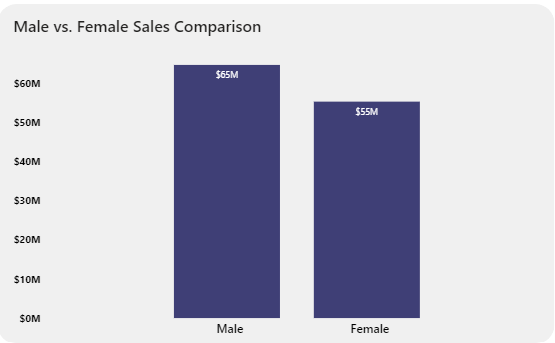 Male vs. Female Sales Comparison
$60M
$50M
$40M
$30M
$20M
$10M
$0M
$65M
$55M
Male
Female